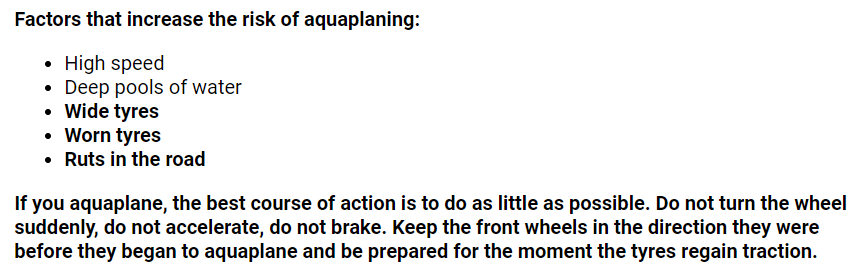 Factors that increase the risk of aquaplaning:
• High speed
• Deep pools of water
• Wide tyres
• Worn tyres
• Ruts in the road
If you aquaplane, the best course of action is to do as little as possible. Do not turn the wheel
suddenly, do not accelerate, do not brake. Keep the front wheels in the direction they were
before they began to aquaplane and be prepared for the moment the tyres regain traction.